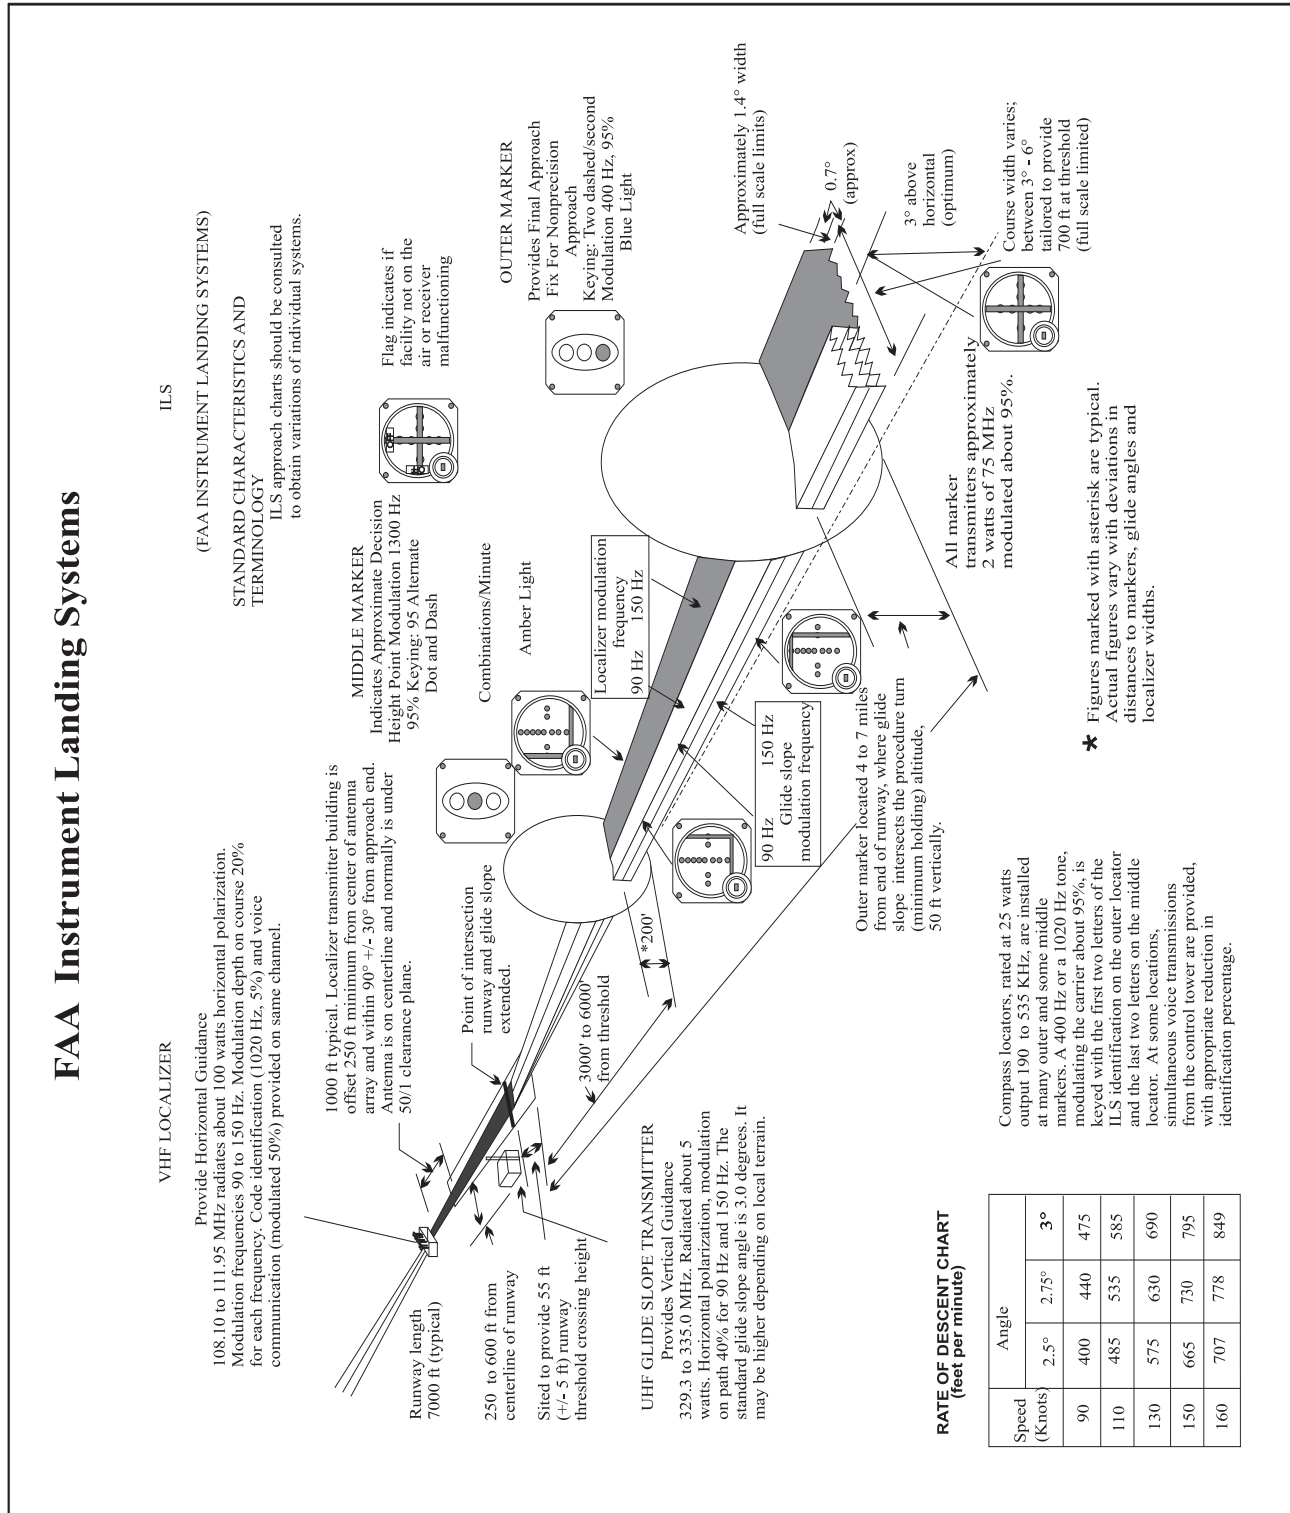 FAA Instrument Landing Systems
ILS
(FAA INSTRUMENT LANDING SYSTEMS)
STANDARD CHARACTERISTICS AND
TERMINOLOGY
ILS approach charts should be consulted
to obtain variations of individual systems.
VHF LOCALIZER
Provide Horizontal Guidance
108.10 to 111.95 MHz radiates about 100 watts horizontal polarization.
Modulation frequencies 90 to 150 Hz. Modulation depth on course 20%
for each frequency. Code identification (1020 Hz, 5%) and voice
communication (modulated 50%) provided on same channel.
1000 ft typical. Localizer transmitter building is
offset 250 ft minimum from center of antenna
array and within 90° +/- 30° from approach end.
Antenna is on centerline and normally is under
50/1 clearance plane.
MIDDLE MARKER
Indicates Approximate Decision
Height Point Modulation 1300 Hz
95% Keying: 95 Alternate
Dot and Dash
Combinations/Minute
Amber Light
Flag indicates if
facility not on the
air or receiver
malfunctioning
OFF
OFF
OUTER MARKER
Provides Final Approach
Fix For Nonprecision
Approach
Keying: Two dashed/second
Modulation 400 Hz, 95%
Blue Light
Runway length
7000 ft (typical)
Point of intersection
runway and glide slope
extended.
Localizer modulation
frequency
90 Hz 150 Hz
Approximately 1.4° width
(full scale limits)
0.7°
(approx)
3° above
horizontal
(optimum)
Course width varies;
between 3° - 6°
tailored to provide
700 ft at threshold
(full scale limited)
250 to 600 ft from
centerline of runway
Sited to provide 55 ft
(+/- 5 ft) runway
threshold crossing height
3000' to 6000'
from threshold
*200'
90 Hz 150 Hz
Glide slope
modulation frequency
All marker
transmitters approximately
2 watts of 75 MHz
modulated about 95%.
UHF GLIDE SLOPE TRANSMITTER
Provides Vertical Guidance
329.3 to 335.0 MHz. Radiated about 5
watts. Horizontal polarization, modulation
on path 40% for 90 Hz and 150 Hz. The
standard glide slope angle is 3.0 degrees. It
may be higher depending on local terrain.
Outer marker located 4 to 7 miles
from end of runway, where glide
slope intersects the procedure turn
(minimum holding) altitude,
50 ft vertically.
RATE OF DESCENT CHART
(feet per minute)
Speed (Knots) Angle
2.5° 2.75° 3°
90 400 440 475
110 485 535 585
130 575 630 690
150 665 730 795
160 707 778 849
Compass locators, rated at 25 watts
output 190 to 535 KHz, are installed
at many outer and some middle
markers. A 400 Hz or a 1020 Hz tone,
modulating the carrier about 95%, is
keyed with the first two letters of the
ILS identification on the outer locator
and the last two letters on the middle
locator. At some locations,
simultaneous voice transmissions
from the control tower are provided,
with appropriate reduction in
identification percentage.
* Figures marked with asterisk are typical.
Actual figures vary with deviations in
distances to markers, glide angles and
localizer widths.